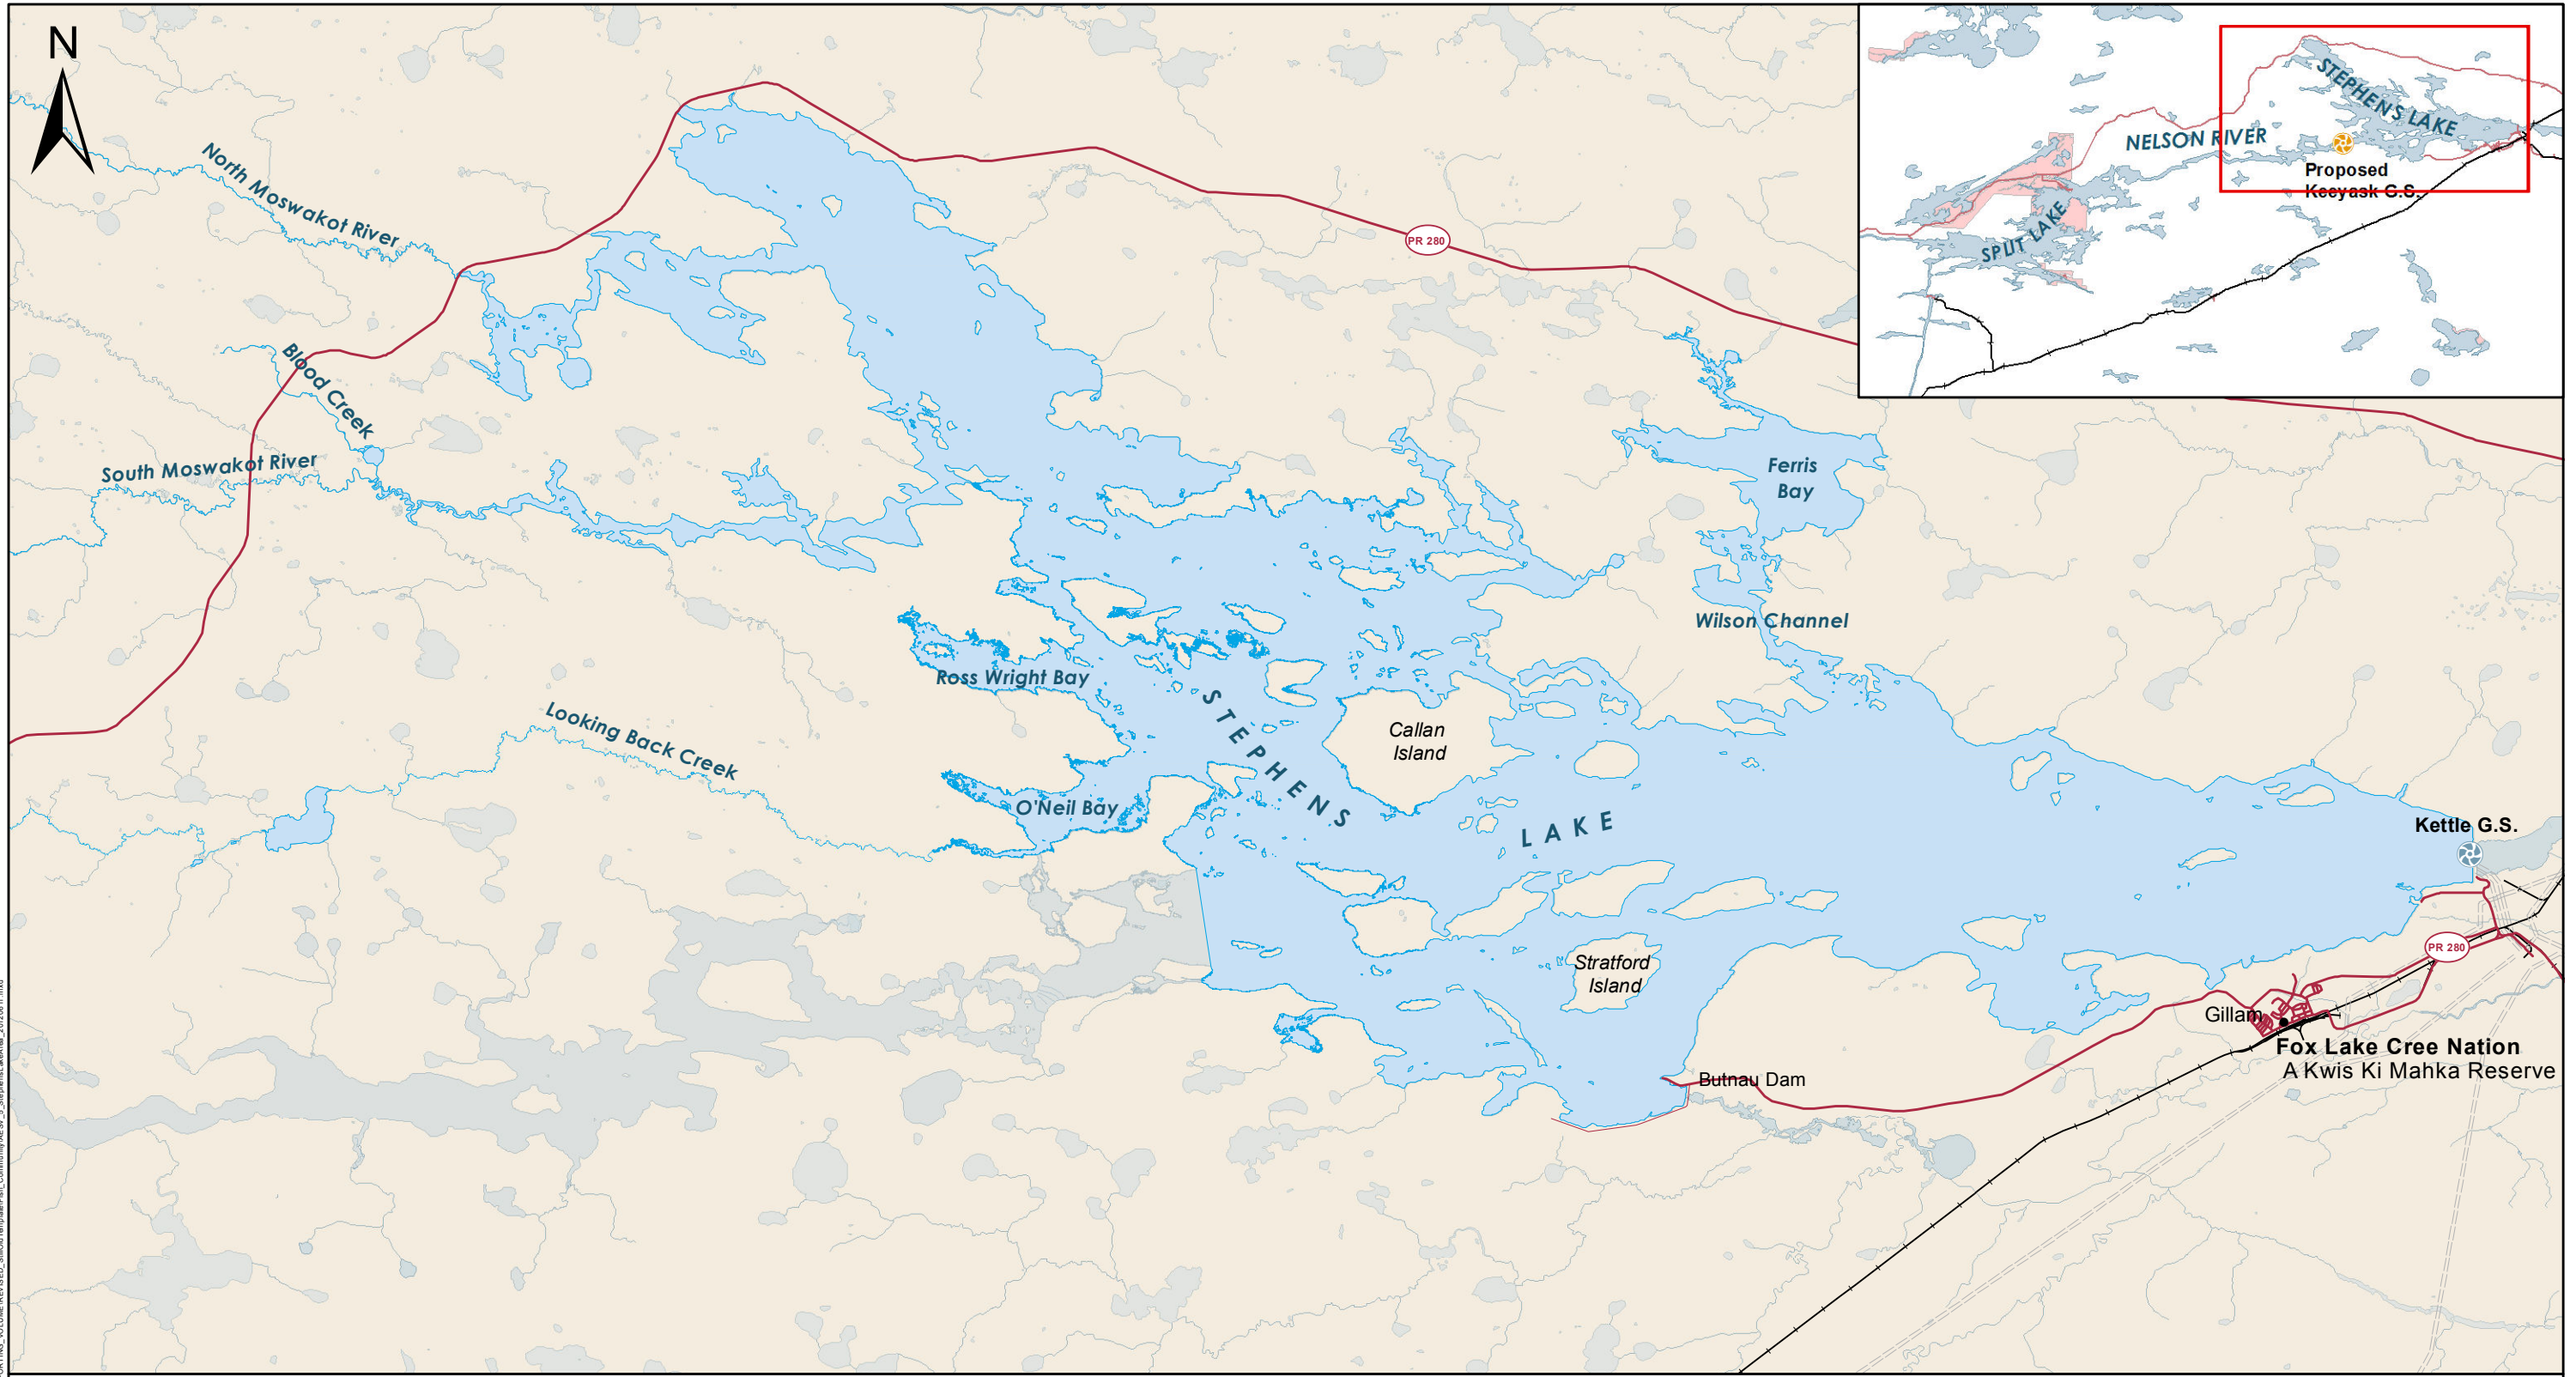 N
North Moswakot River
Blood Creek
South Moswakot River
PR 280
STEPHENS LAKE
NELSON RIVER
Proposed
Keeyask G.S.
SPLIT LAKE
Ferris
Bay
Wilson Channel
Ross Wright Bay
Looking Back Creek
O'Neil Bay
STEPHENS
LAKE
Callan
Island
Kettle G.S.
Stratford
Island
PR 280
Gillam
Fox Lake Cree Nation
A Kwis Ki Mahka Reserve
Butnau Dam